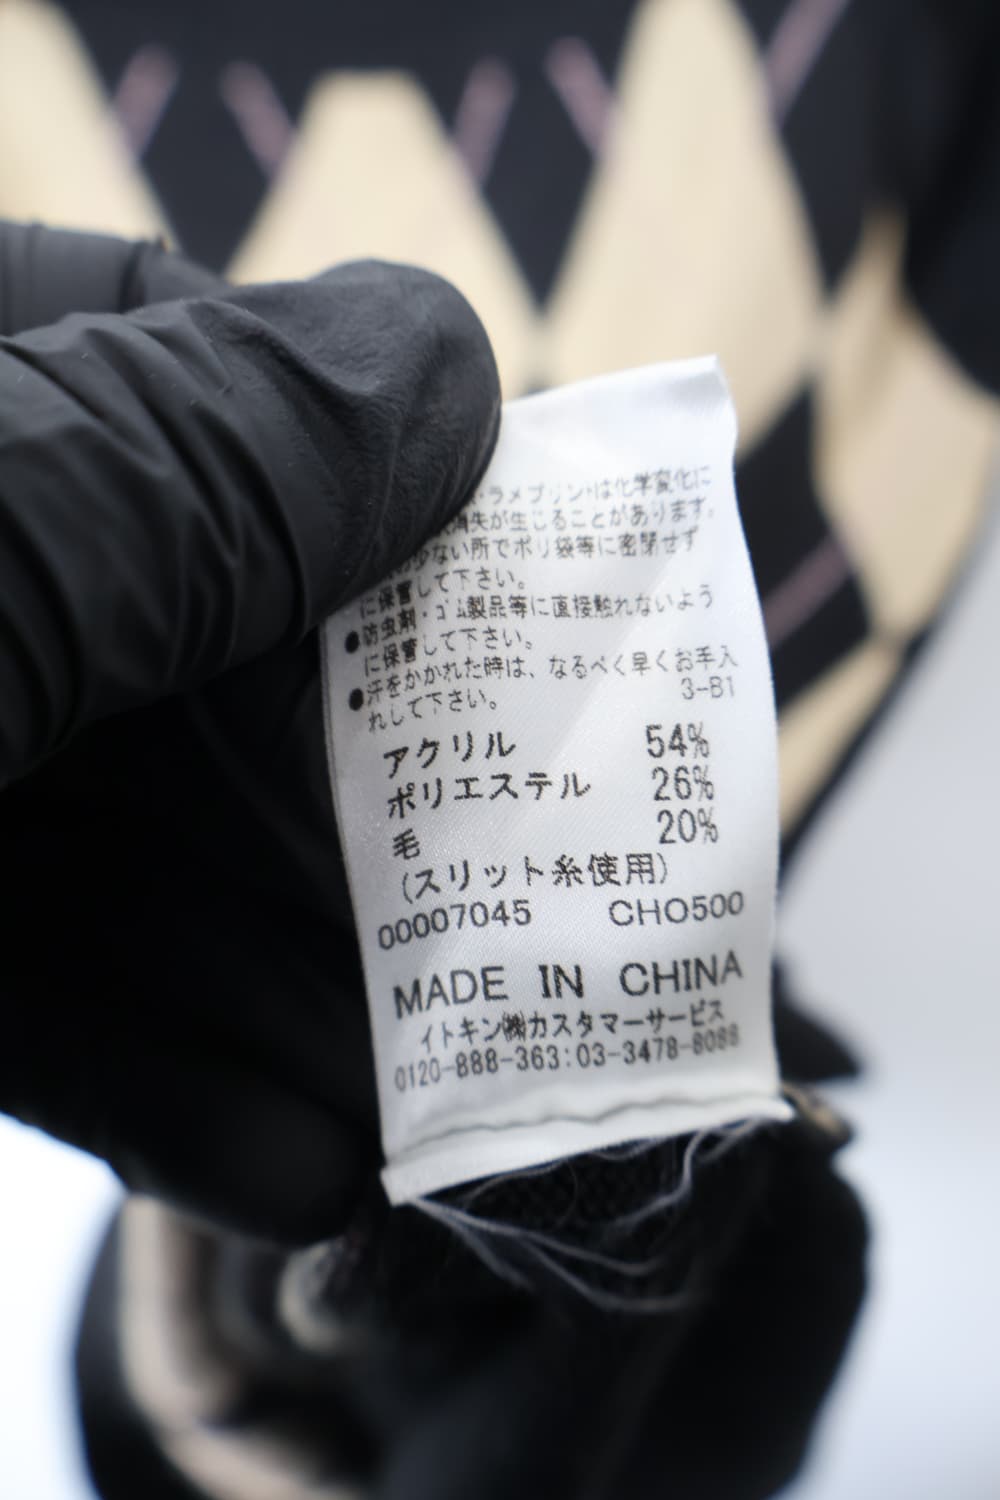 ・ラメプリントは化学変化に
消失が生じることがあります。
少ない所でポリ袋等に密閉せず
に保管して下さい。
●防虫剤・ゴム製品等に直接触れないよう
に保管して下さい。
●汗をかかれた時は、なるべく早くお手入
れして下さい。 3-B1
アクリル 54%
ポリエステル 26%
毛 20%
(スリット糸使用)
00007045 CHO500
MADE IN CHINA
イトキン㈱カスタマーサービス
0120-888-363:03-3478-8088